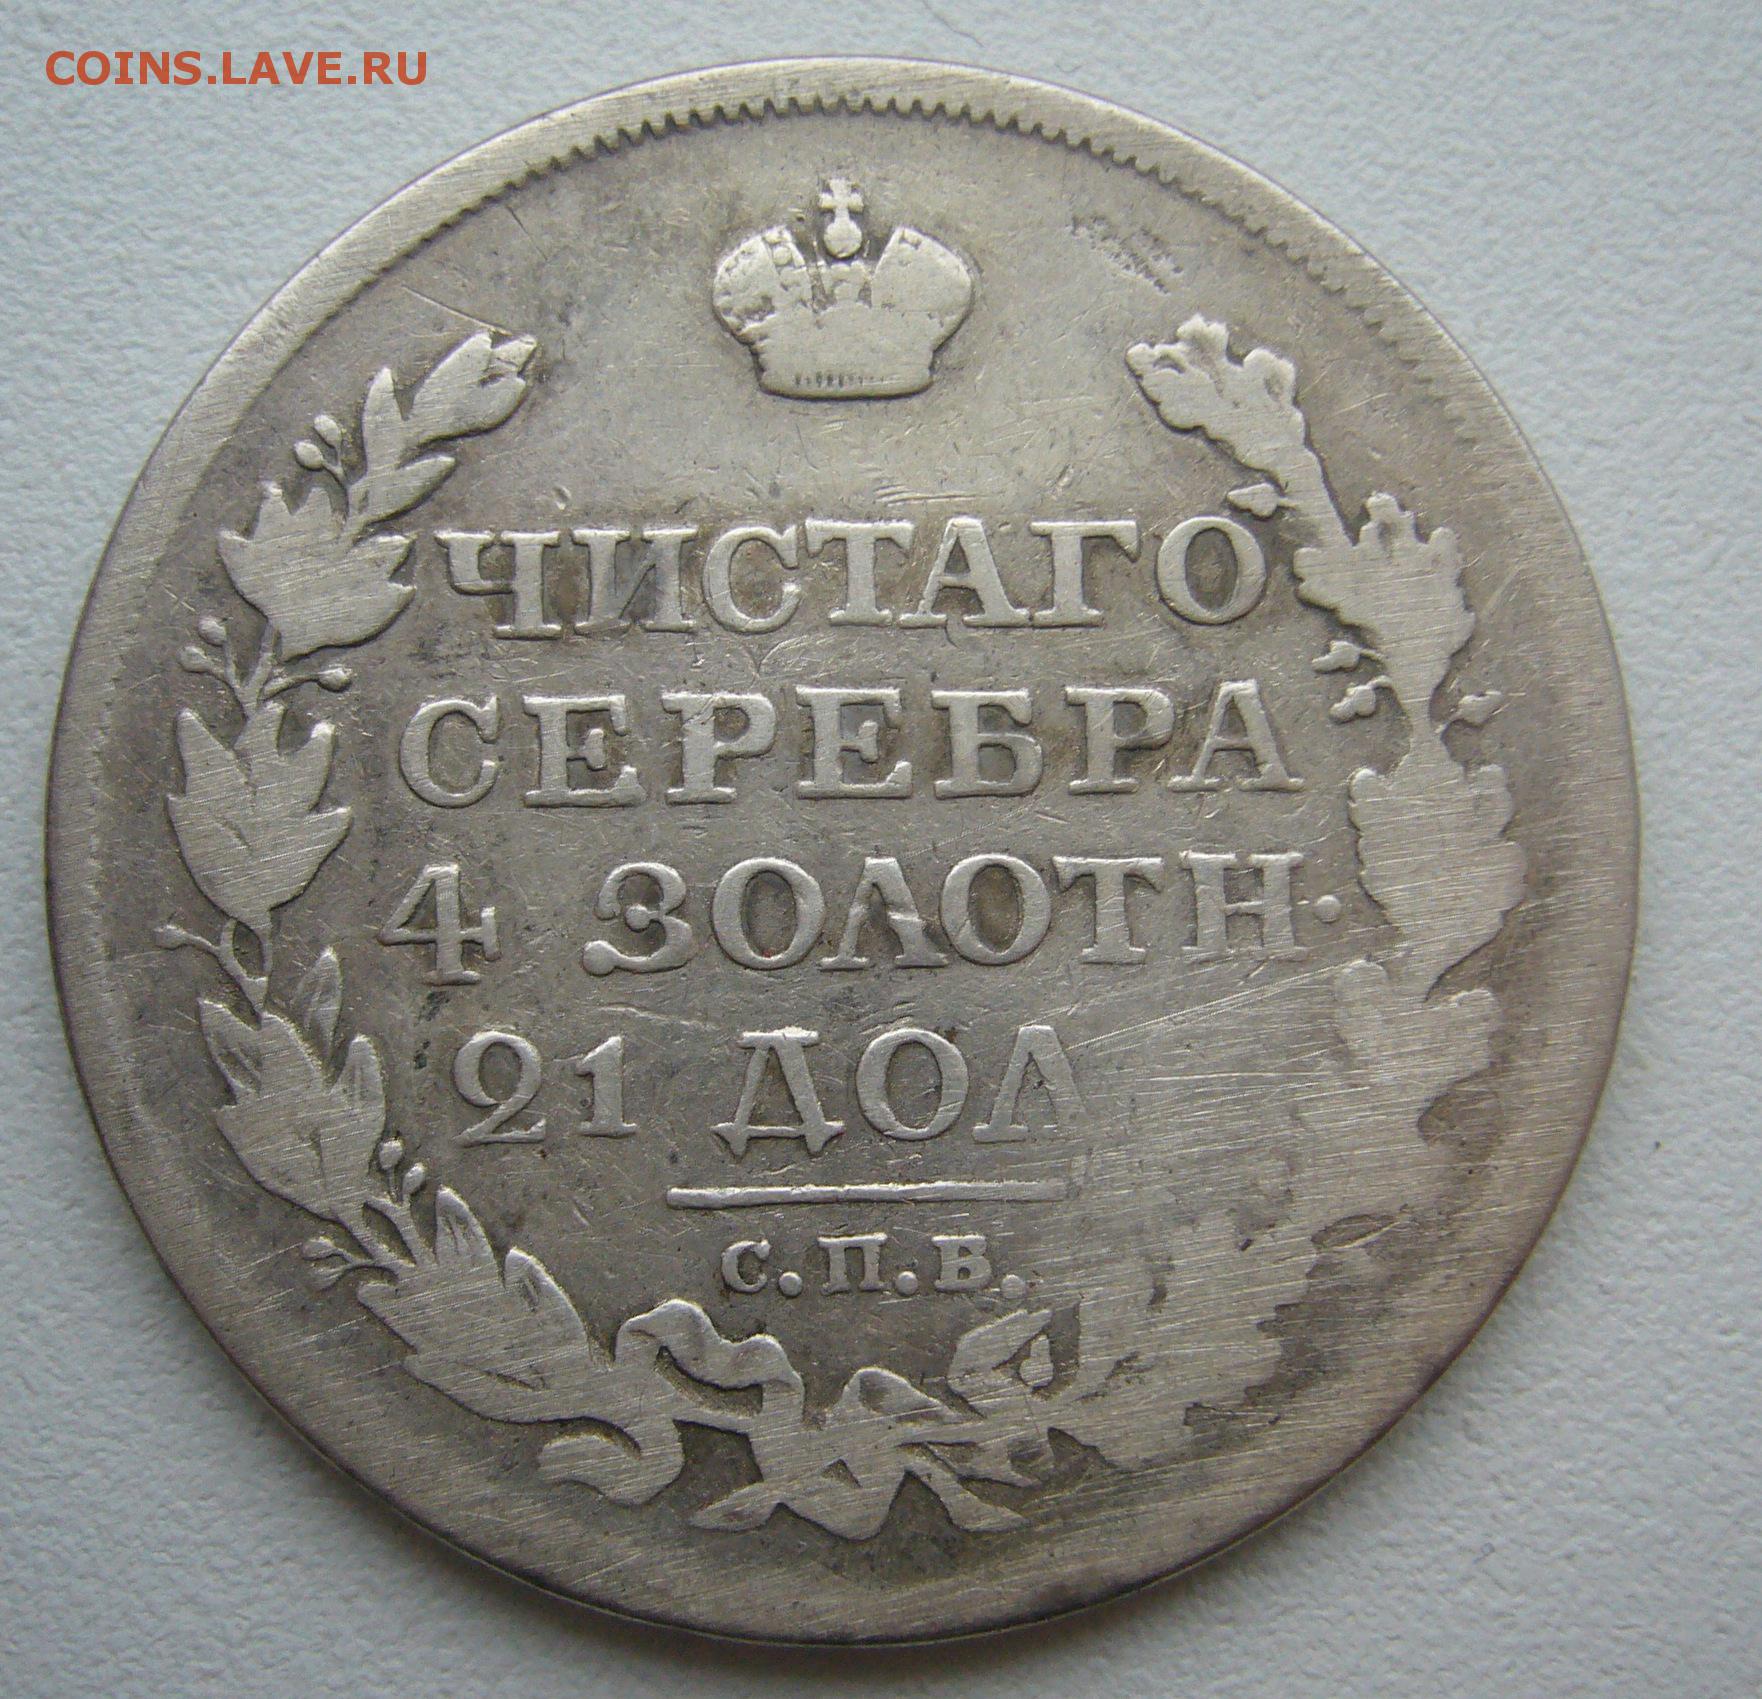 COINS.LAVE.RU
ЧИСТАГО
СЕРЕБРА
4 ЗОЛОТН.
21 ДОЛ
С.П.Б.